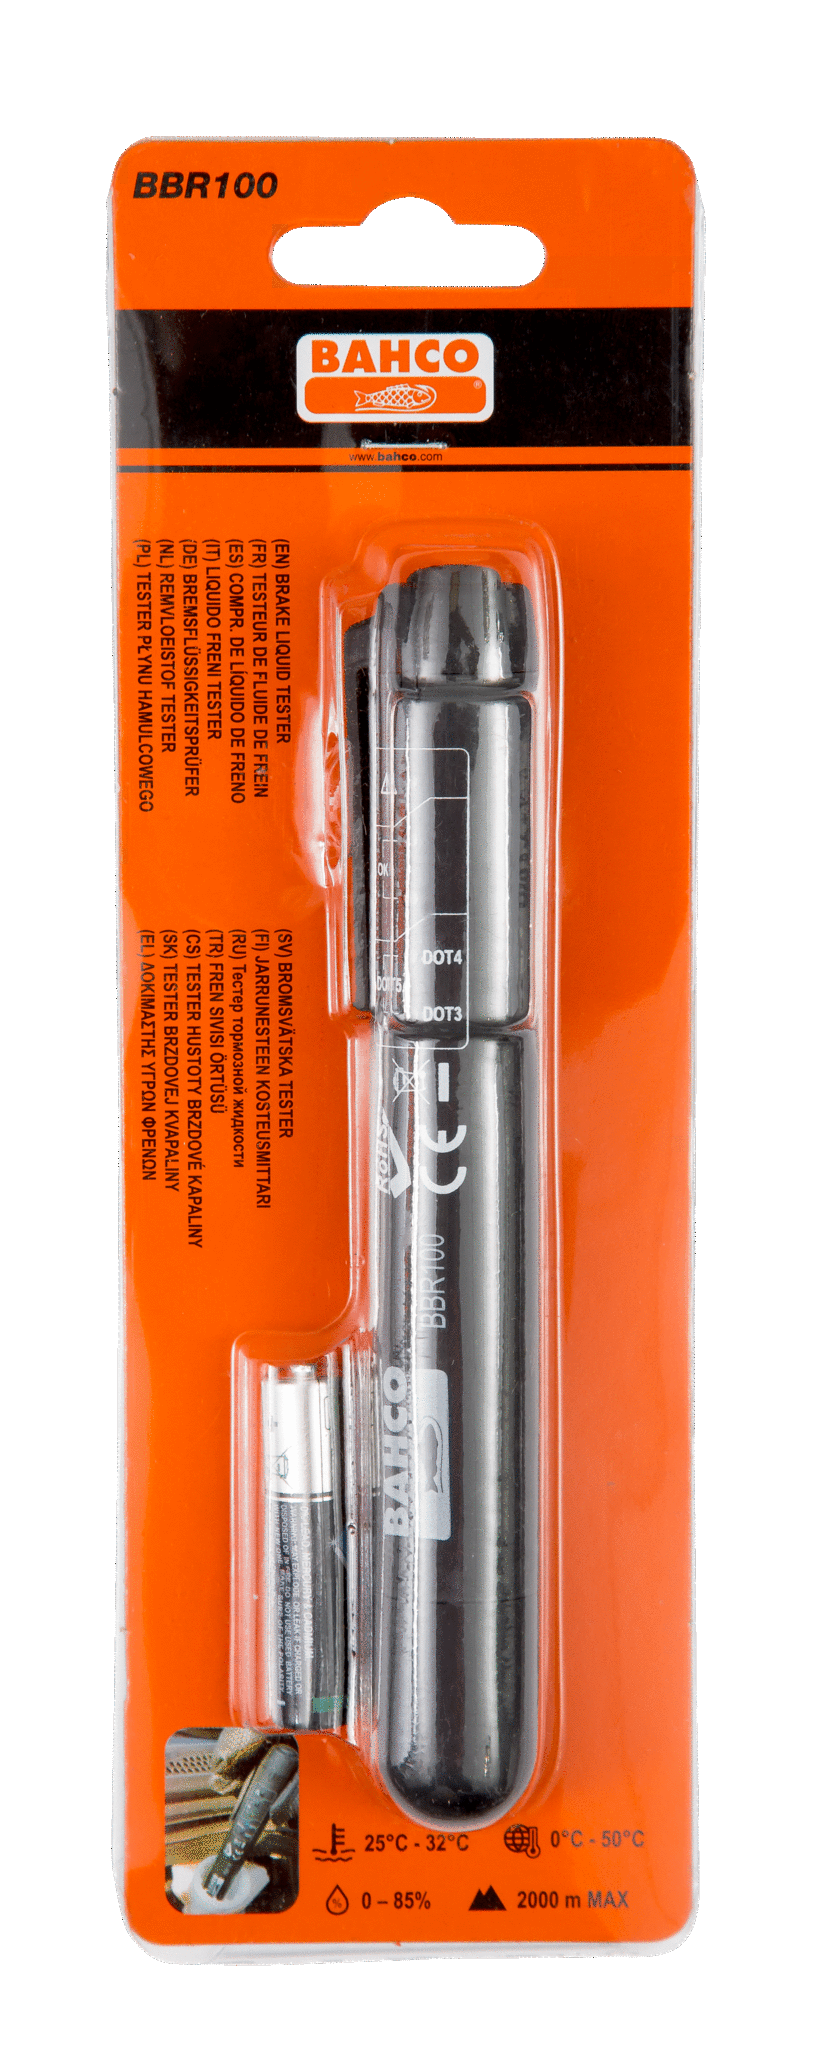 BBR100
BAHCO
®
www.bahco.com
(EN) BRAKE LIQUID TESTER
(FR) TESTEUR DE FLUIDE DE FREIN
(ES) COMPR. DE LÍQUIDO DE FRENO
(IT) LIQUIDO FRENI TESTER
(DE) BREMSFLÜSSIGKEITSPRÜFER
(NL) REMVLOEISTOF TESTER
(PL) TESTER PŁYNU HAMULCOWEGO
(SV) BROMSVÄTSKA TESTER
(FI) JARRUNESTEEN KOSTEUSMITTARI
(RU) Тестер тормозной жидкости
(TR) FREN SIVISI ÖRTÜSÜ
(CS) TESTER HUSTOTY BRZDOVÉ KAPALINY
(SK) TESTER BRZDOVEJ KVAPALINY
(EL) ΔΟΚΙΜΑΣΤΗΣ ΥΓΡΩΝ ΦΡΕΝΩΝ
OK
DOT4
DOT5
DOT3
RoHS
CE
BBR100
BAHCO
25°C - 32°C
0°C - 50°C
%
0 – 85%
2000 m MAX